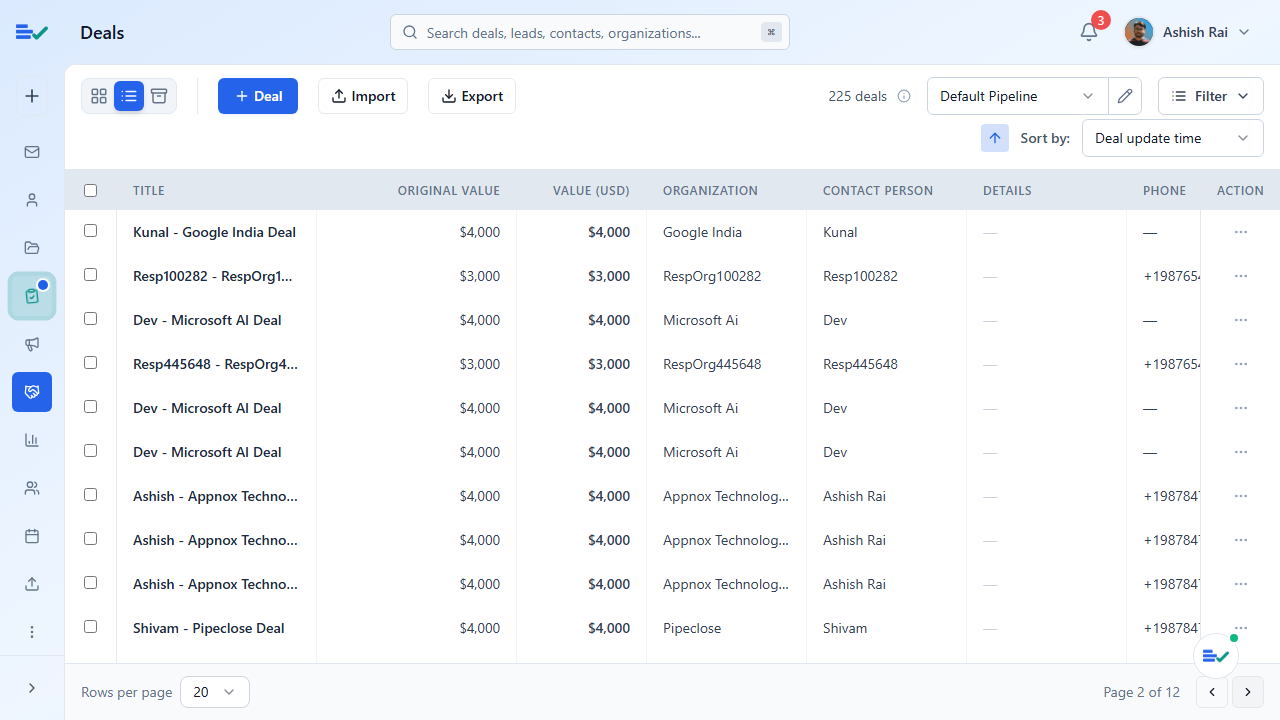 Deals
Search deals, leads, contacts, organizations...
⌘
3
Ashish Rai
Deal
Import
Export
225 deals
Default Pipeline
Filter
Sort by:
Deal update time
TITLE ORIGINAL VALUE VALUE (USD) ORGANIZATION CONTACT PERSON DETAILS PHONE ACTION
Kunal - Google India Deal $4,000 $4,000 Google India Kunal — — ...
Resp100282 - RespOrg1... $3,000 $3,000 RespOrg100282 Resp100282 — +198765 ...
Dev - Microsoft AI Deal $4,000 $4,000 Microsoft Ai Dev — — ...
Resp445648 - RespOrg4... $3,000 $3,000 RespOrg445648 Resp445648 — +198765 ...
Dev - Microsoft AI Deal $4,000 $4,000 Microsoft Ai Dev — — ...
Dev - Microsoft AI Deal $4,000 $4,000 Microsoft Ai Dev — — ...
Ashish - Appnox Techno... $4,000 $4,000 Appnox Technolog... Ashish Rai — +198784 ...
Ashish - Appnox Techno... $4,000 $4,000 Appnox Technolog... Ashish Rai — +198784 ...
Ashish - Appnox Techno... $4,000 $4,000 Appnox Technolog... Ashish Rai — +198784 ...
Shivam - Pipeclose Deal $4,000 $4,000 Pipeclose Shivam — +198784 ...
Rows per page 20
Page 2 of 12